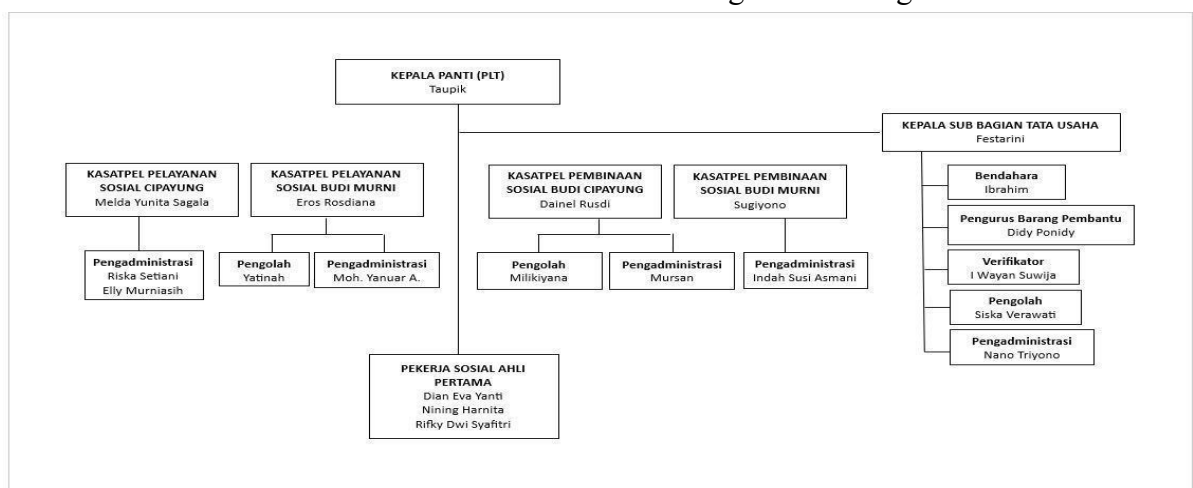 KEPALA PANTI (PLT)
Taupik
KEPALA SUB BAGIAN TATA USAHA
Festarini
KASATPEL PELAYANAN
SOSIAL CIPAYUNG
Melda Yunita Sagala
KASATPEL PELAYANAN
SOSIAL BUDI MURNI
Eros Rosdiana
KASATPEL PEMBINAAN
SOSIAL BUDI CIPAYUNG
Dainel Rusdi
KASATPEL PEMBINAAN
SOSIAL BUDI MURNI
Sugiyono
Pengadministrasi
Riska Setiani
Elly Murniasih
Pengolah
Yatinah
Pengadministrasi
Moh. Yanuar A.
Pengolah
Milikiyana
Pengadministrasi
Mursan
Pengadministrasi
Indah Susi Asmani
Bendahara
Ibrahim
Pengurus Barang Pembantu
Didy Ponidy
Verifikator
I Wayan Suwija
Pengolah
Siska Verawati
Pengadministrasi
Nano Triyono
PEKERJA SOSIAL AHLI
PERTAMA
Dian Eva Yanti
Nining Harnita
Rifky Dwi Syafitri